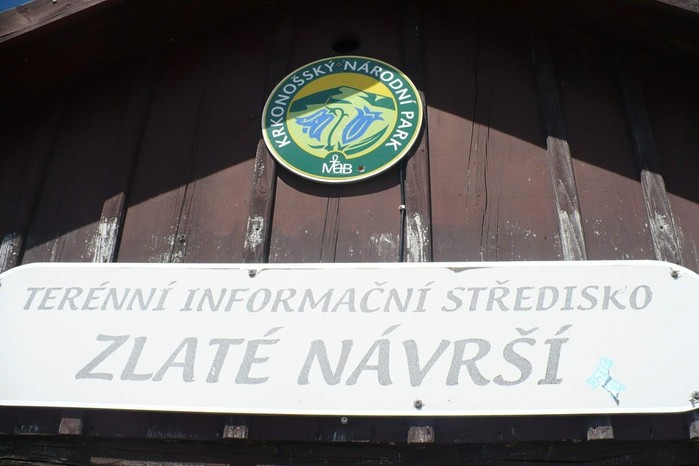 KRKONOŠSKÝ NÁRODNÍ PARK
MaB
TERÉNNÍ INFORMAČNÍ STŘEDISKO
ZLATÉ NÁVRŠÍ